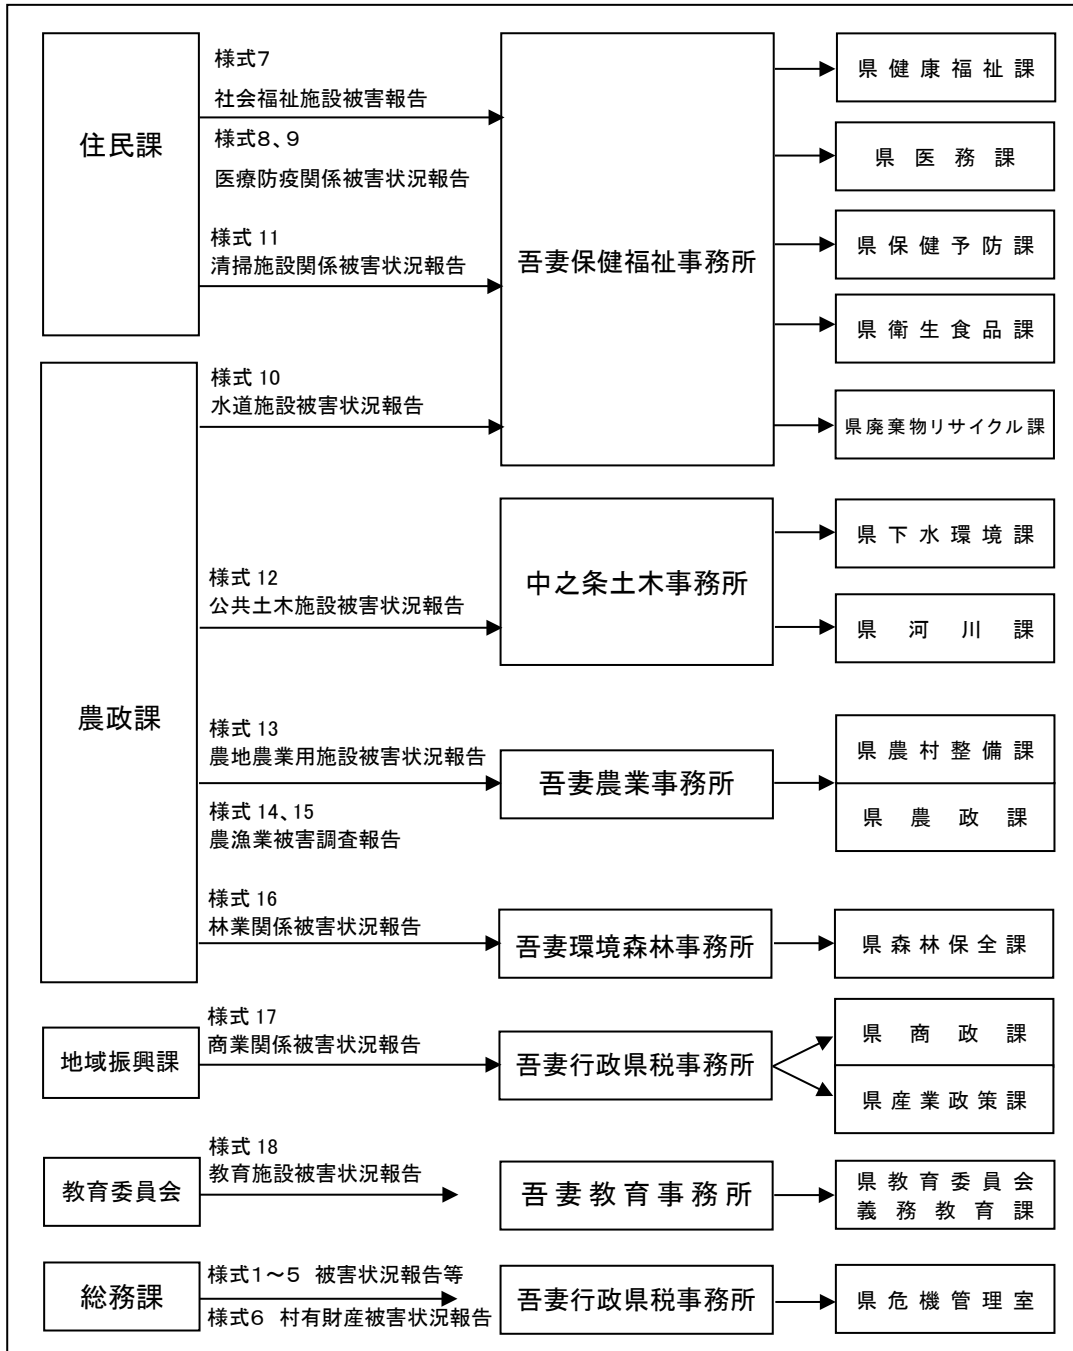 住民課
様式7
社会福祉施設被害報告
様式8、9
医療防疫関係被害状況報告
様式 11
清掃施設関係被害状況報告
吾妻保健福祉事務所
県健康福祉課
県医務課
県保健予防課
県衛生食品課
県廃棄物リサイクル課
農政課
様式 10
水道施設被害状況報告
様式 12
公共土木施設被害状況報告
中之条土木事務所
県下水環境課
県河川課
様式 13
農地農業用施設被害状況報告
様式 14、15
農漁業被害調査報告
吾妻農業事務所
県農村整備課
県農政課
様式 16
林業関係被害状況報告
吾妻環境森林事務所
県森林保全課
地域振興課
様式 17
商業関係被害状況報告
吾妻行政県税事務所
県商政課
県産業政策課
教育委員会
様式 18
教育施設被害状況報告
吾妻教育事務所
県教育委員会
義務教育課
総務課
様式1～5 被害状況報告等
様式6 村有財産被害状況報告
吾妻行政県税事務所
県危機管理室